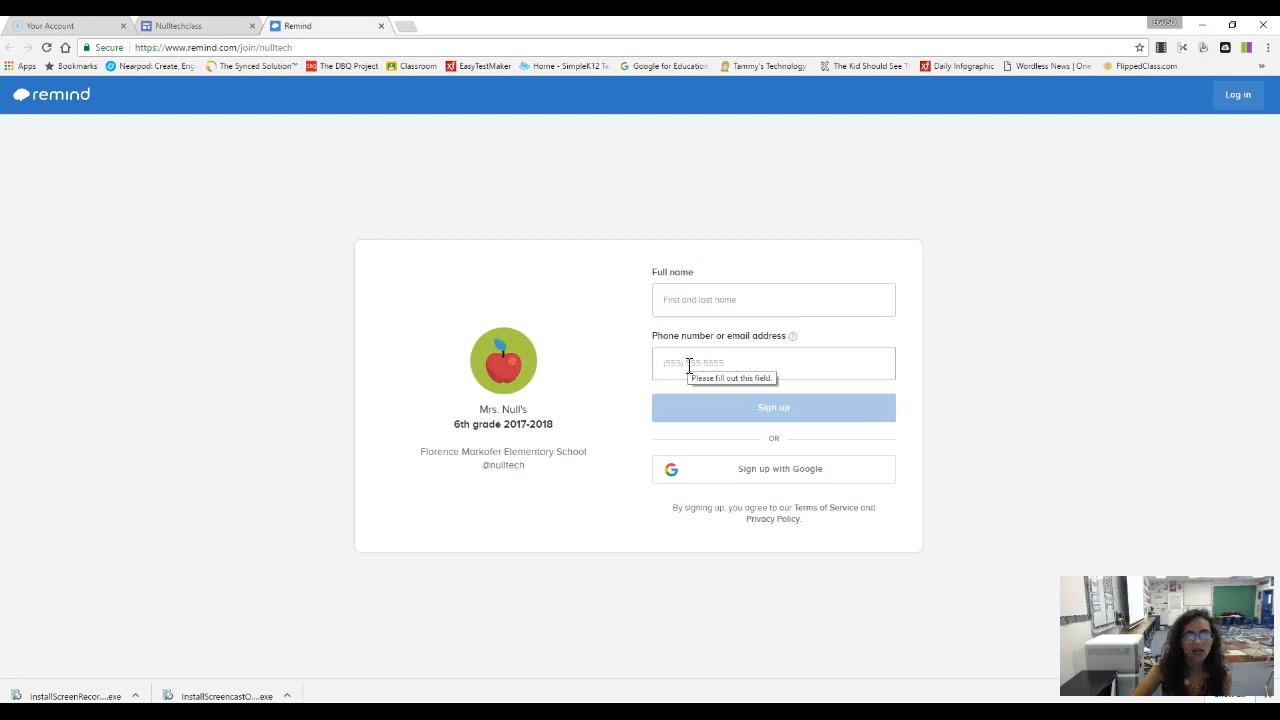 EGUSD
Your Account
Nulltechclass
Remind
Secure
https://www.remind.com/join/nulltech
Apps
Bookmarks
Nearpod: Create, Eng
The Synced Solution™
The DBQ Project
Classroom
EasyTestMaker
Home - SimpleK12 Te
Google for Education
Tammy's Technology
The Kid Should See T
Daily Infographic
Wordless News | One
FlippedClass.com
remind
Log in
Full name
First and last name
Phone number or email address
Please fill out this field.
Sign up
OR
Sign up with Google
By signing up, you agree to our Terms of Service and
Privacy Policy.
Mrs. Null's
6th grade 2017-2018
Florence Markofer Elementary School
@nulltech
InstallScreenRecor....exe
InstallScreencastO....exe